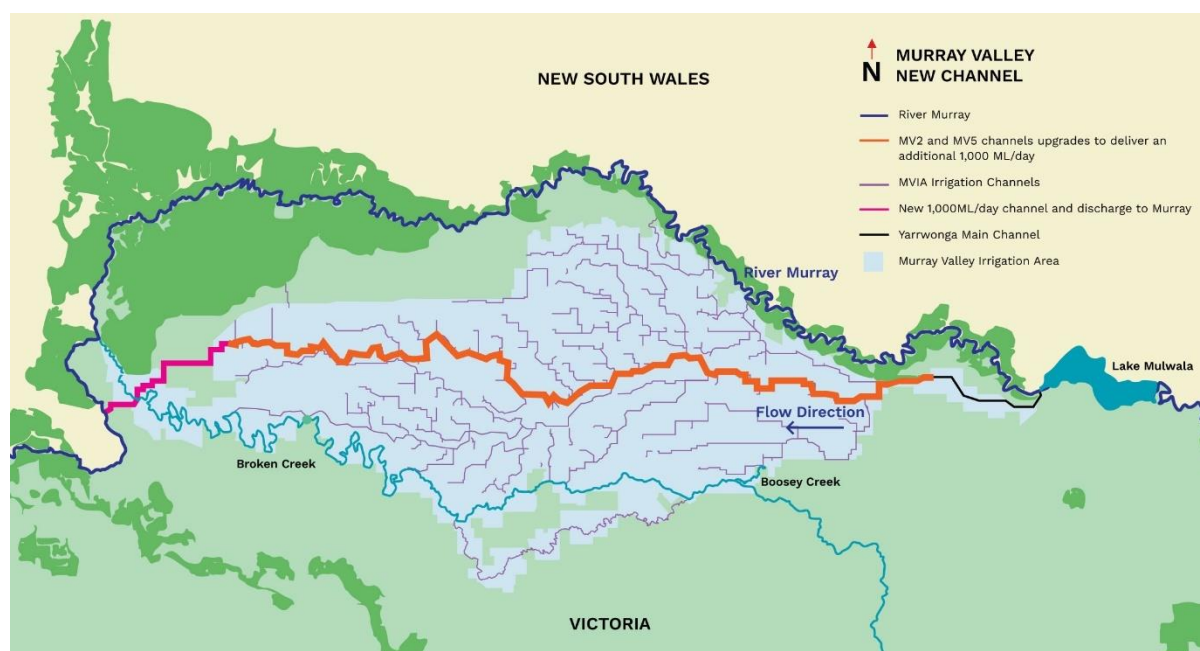 NEW SOUTH WALES
N
MURRAY VALLEY
NEW CHANNEL
River Murray
MV2 and MV5 channels upgrades to deliver an
additional 1,000 ML/day
MVIA Irrigation Channels
New 1,000ML/day channel and discharge to Murray
Yarrwonga Main Channel
Murray Valley Irrigation Area
River Murray
Lake Mulwala
Flow Direction
Broken Creek
Boosey Creek
VICTORIA